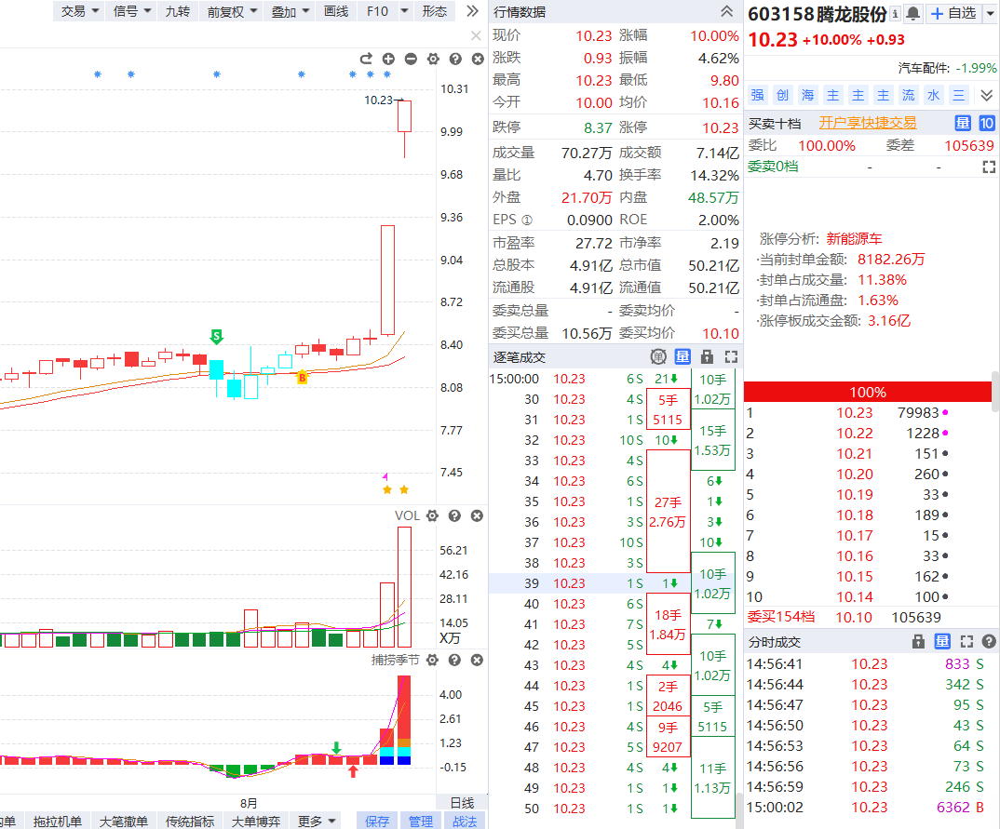 交易 信号 九转 前复权 叠加 画线 F10 形态
10.31
10.23
9.99
9.68
9.36
9.04
8.72
8.40
8.08
7.77
7.45
S
B
VOL
56.21
42.16
28.11
14.05
X万
捕捞季节
4.00
2.61
1.23
-0.15
8月 日线
购单 拖拉机单 大笔撤单 传统指标 大单博弈 更多 保存 管理 战法
行情数据
现价 10.23 涨幅 10.00%
涨跌 0.93 振幅 4.62%
最高 10.23 最低 9.80
今开 10.00 均价 10.16
跌停 8.37 涨停 10.23
成交量 70.27万 成交额 7.14亿
量比 4.70 换手率 14.32%
外盘 21.70万 内盘 48.57万
EPS ① 0.0900 ROE 2.00%
市盈率 27.72 市净率 2.19
总股本 4.91亿 总市值 50.21亿
流通股 4.91亿 流通值 50.21亿
委卖总量 - 委卖均价 -
委买总量 10.56万 委买均价 10.10
逐笔成交 单 量
15:00:00 10.23 6 S 21
30 10.23 4 S
31 10.23 1 S
32 10.23 10 S 10
33 10.23 4 S
34 10.23 6 S 6
35 10.23 1 S 1
36 10.23 3 S 3
37 10.23 10 S 10
38 10.23 3 S
39 10.23 1 S 1
40 10.23 6 S
41 10.23 7 S 7
42 10.23 5 S
43 10.23 4 S 4
44 10.23 1 S
45 10.23 1 S
46 10.23 4 S
47 10.23 5 S
48 10.23 4 S 4
49 10.23 1 S 1
50 10.23 1 S 1
5手
5115
27手
2.76万
18手
1.84万
2手
2046
9手
9207
10手
1.02万
15手
1.53万
10手
1.02万
10手
1.02万
5手
5115
11手
1.13万
603158 腾龙股份 i + 自选
10.23 +10.00% +0.93
汽车配件: -1.99%
强 创 海 主 主 主 流 水 三
买卖十档 开户享快捷交易 量 10
委比 100.00% 委差 105639
委卖0档 - -
涨停分析: 新能源车
·当前封单金额: 8182.26万
·封单占成交量: 11.38%
·封单占流通盘: 1.63%
·涨停板成交金额: 3.16亿
100%
1 10.23 79983
2 10.22 1228
3 10.21 151
4 10.20 260
5 10.19 33
6 10.18 189
7 10.17 15
8 10.16 33
9 10.15 162
10 10.14 100
委买154档 10.10 105639
分时成交 量
14:56:41 10.23 833 S
14:56:44 10.23 342 S
14:56:47 10.23 95 S
14:56:50 10.23 43 S
14:56:53 10.23 64 S
14:56:56 10.23 73 S
14:56:59 10.23 246 S
15:00:02 10.23 6362 B